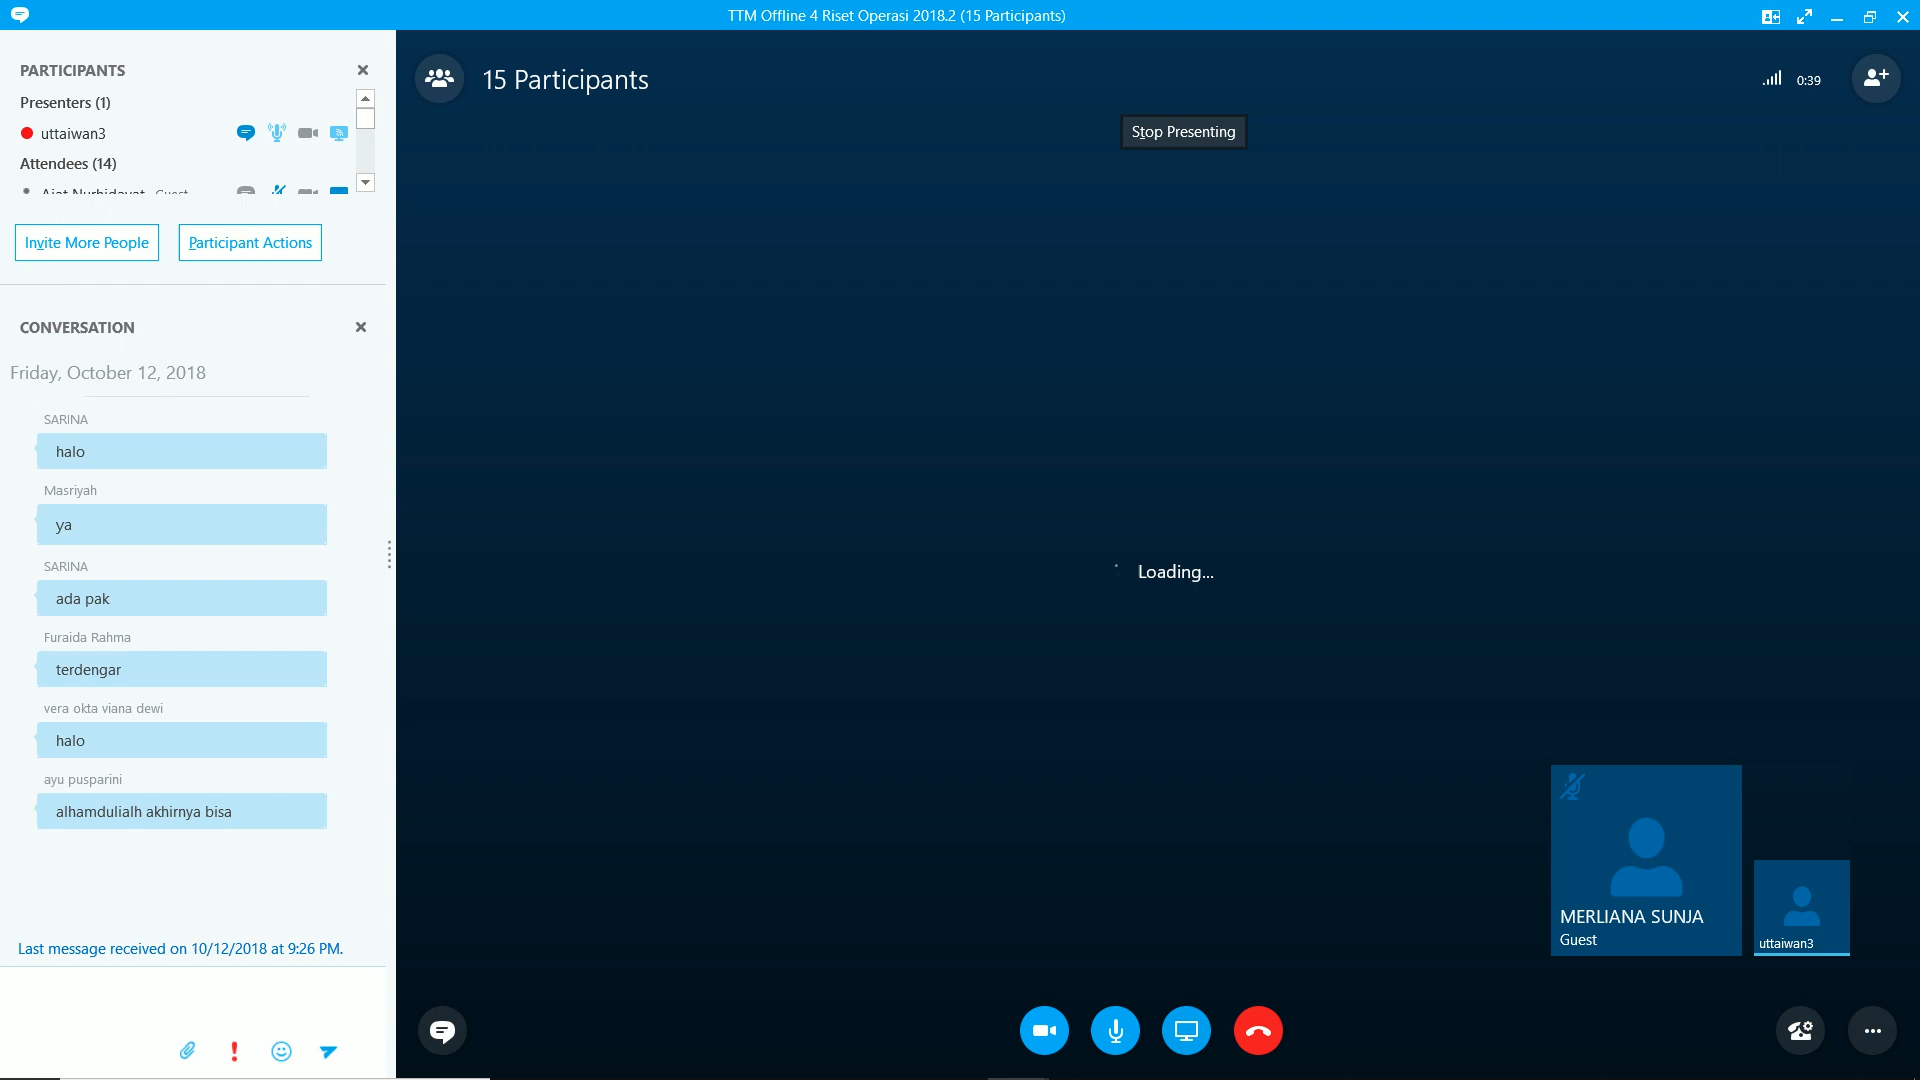 TTM Offline 4 Riset Operasi 2018.2 (15 Participants)
PARTICIPANTS
Presenters (1)
uttaiwan3
Attendees (14)
Ajat Nurhidayat Guest
Invite More People
Participant Actions
CONVERSATION
Friday, October 12, 2018
SARINA
halo
Masriyah
ya
SARINA
ada pak
Furaida Rahma
terdengar
vera okta viana dewi
halo
ayu pusparini
alhamdulialh akhirnya bisa
Last message received on 10/12/2018 at 9:26 PM.
15 Participants
0:39
Stop Presenting
Loading...
MERLIANA SUNJA
Guest
uttaiwan3